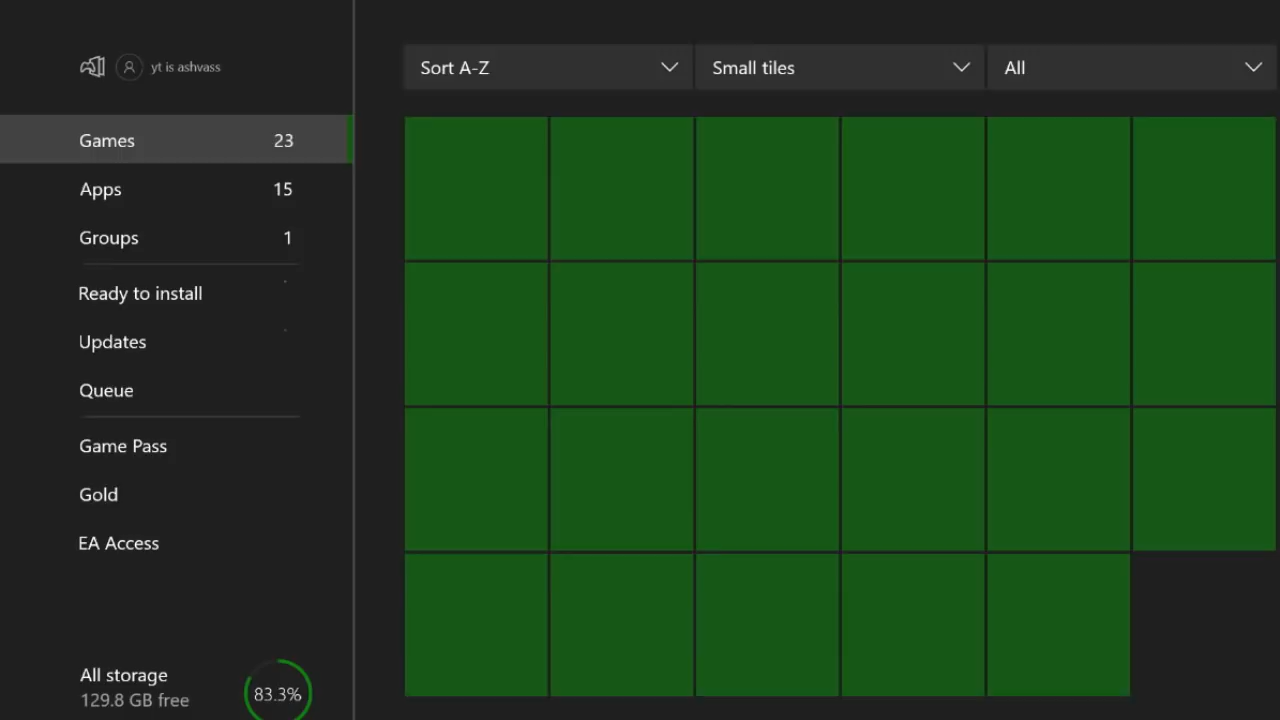 yt is ashvass
Sort A-Z
Small tiles
All
Games 23
Apps 15
Groups 1
Ready to install
Updates
Queue
Game Pass
Gold
EA Access
All storage
129.8 GB free
83.3%